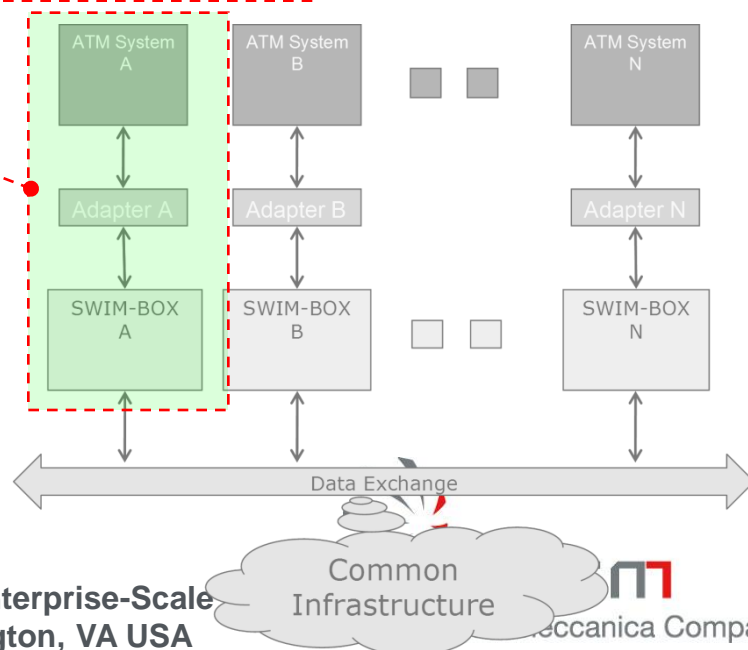 ATM System
A
ATM System
B
ATM System
N
Adapter A
Adapter B
Adapter N
SWIM-BOX
A
SWIM-BOX
B
SWIM-BOX
N
Data Exchange
Common
Infrastructure
nterprise-Scale
gton, VA USA
eccanica Compa